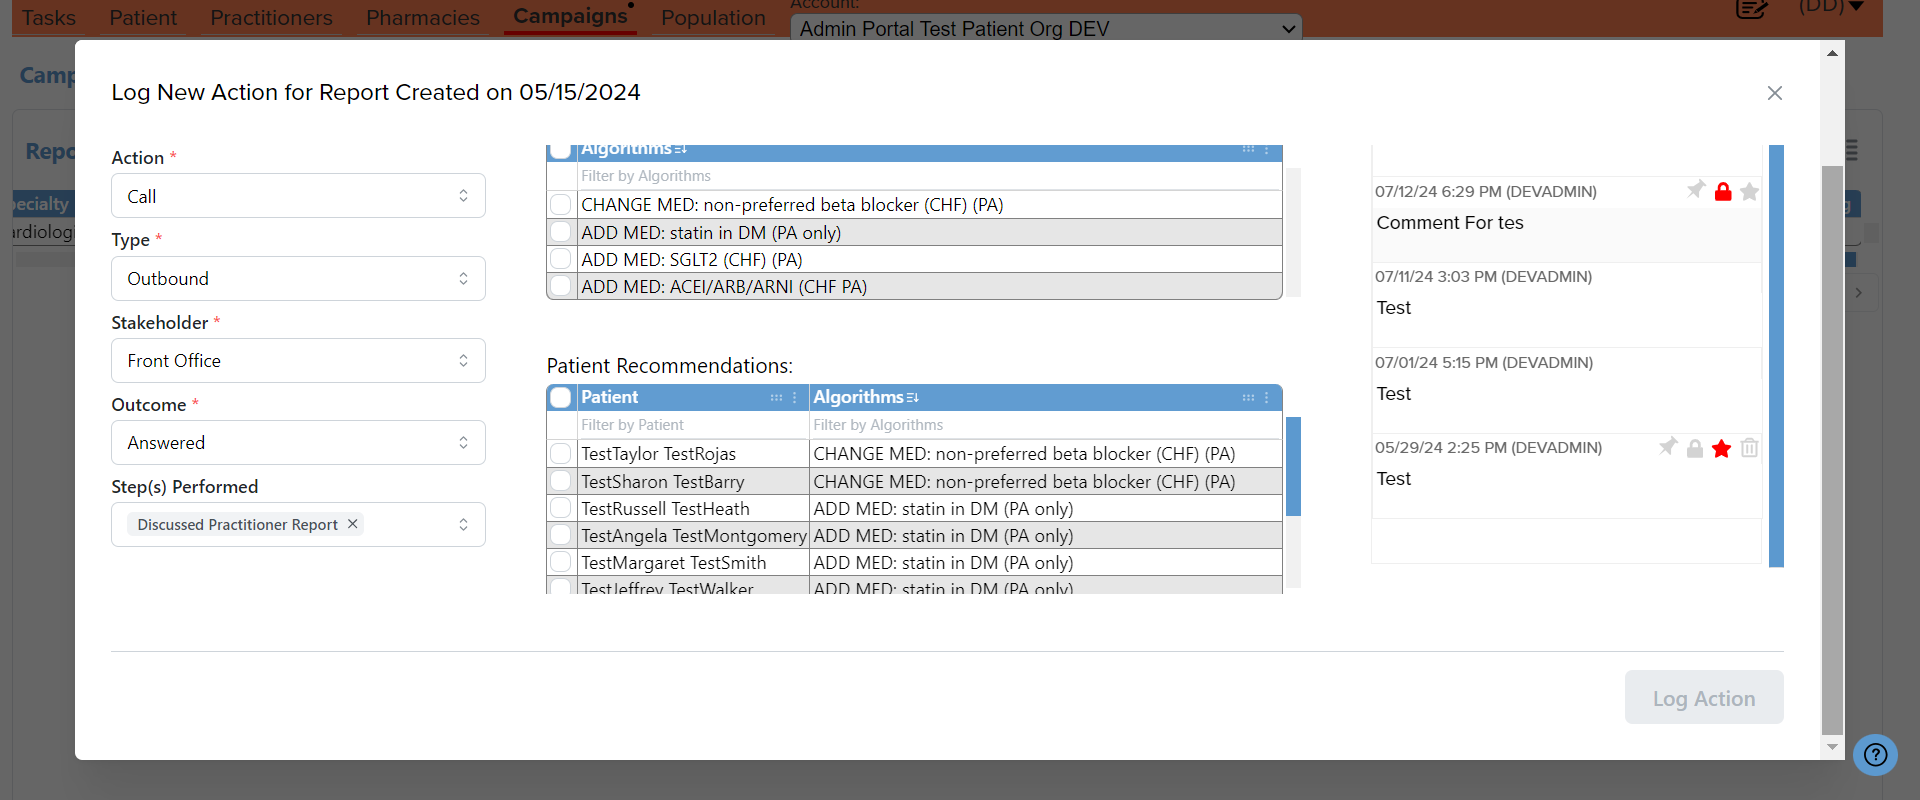 Tasks
Patient
Practitioners
Pharmacies
Campaigns
Population
Account:
Admin Portal Test Patient Org DEV
(DD)
Camp
Repo
ecialty
ardiologi
Log New Action for Report Created on 05/15/2024
Action *
Call
Type *
Outbound
Stakeholder *
Front Office
Outcome *
Answered
Step(s) Performed
Discussed Practitioner Report
Algorithms
Filter by Algorithms
CHANGE MED: non-preferred beta blocker (CHF) (PA)
ADD MED: statin in DM (PA only)
ADD MED: SGLT2 (CHF) (PA)
ADD MED: ACEI/ARB/ARNI (CHF PA)
Patient Recommendations:
Patient Algorithms
Filter by Patient Filter by Algorithms
TestTaylor TestRojas CHANGE MED: non-preferred beta blocker (CHF) (PA)
TestSharon TestBarry CHANGE MED: non-preferred beta blocker (CHF) (PA)
TestRussell TestHeath ADD MED: statin in DM (PA only)
TestAngela TestMontgomery ADD MED: statin in DM (PA only)
TestMargaret TestSmith ADD MED: statin in DM (PA only)
TestJeffrey TestWalker ADD MED: statin in DM (PA only)
07/12/24 6:29 PM (DEVADMIN)
Comment For tes
07/11/24 3:03 PM (DEVADMIN)
Test
07/01/24 5:15 PM (DEVADMIN)
Test
05/29/24 2:25 PM (DEVADMIN)
Test
Log Action